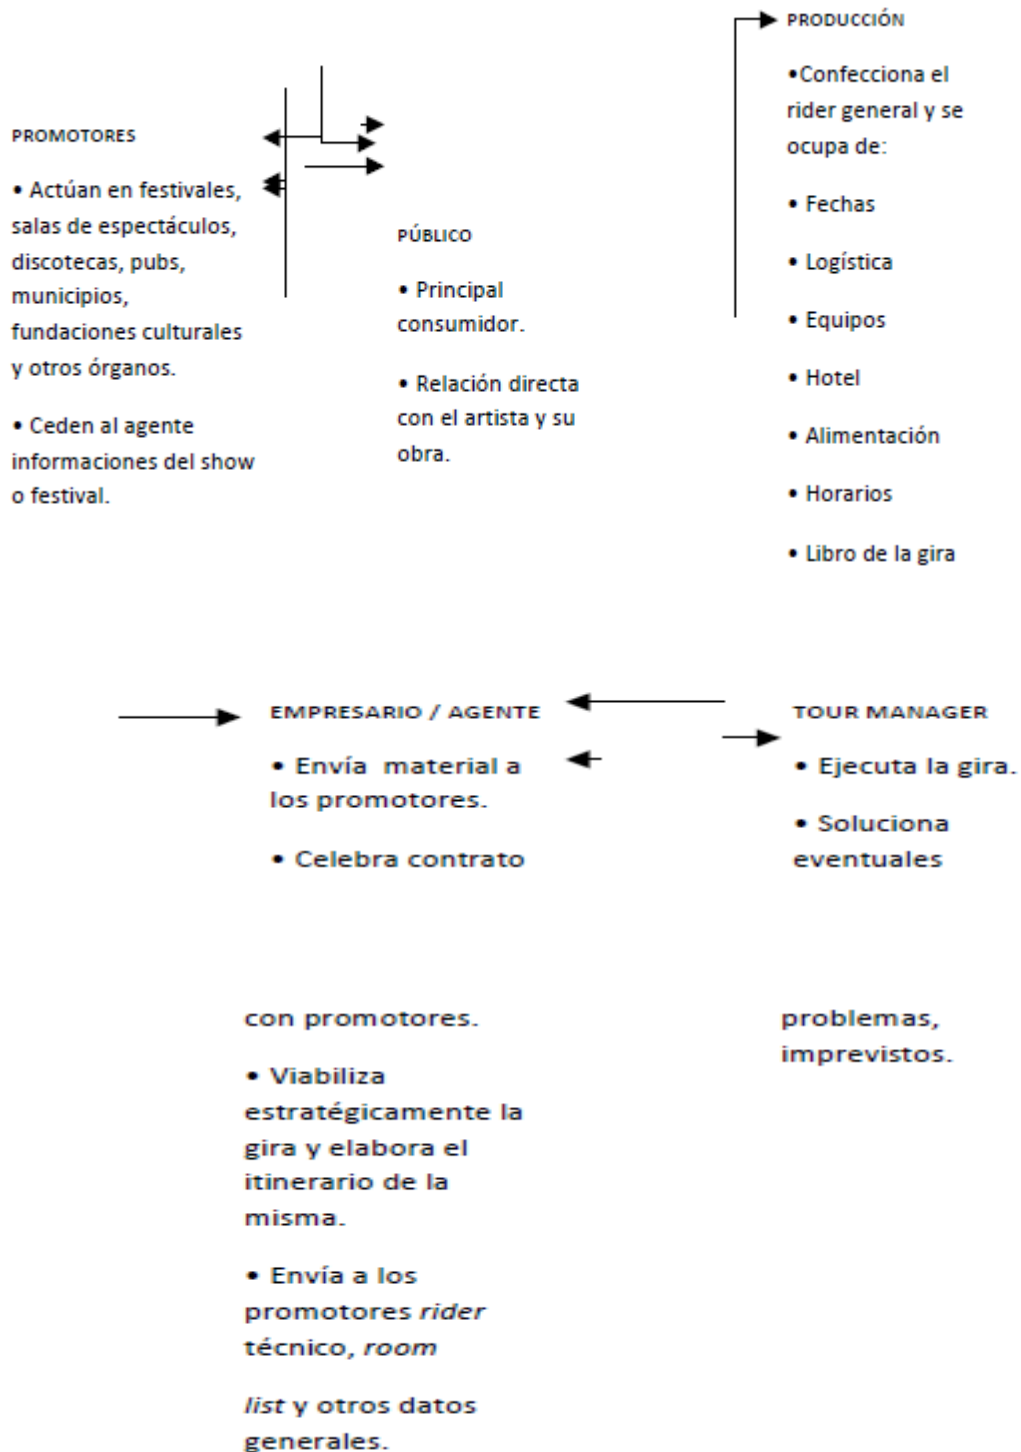 PROMOTORES
• Actúan en festivales,
salas de espectáculos,
discotecas, pubs,
municipios,
fundaciones culturales
y otros órganos.
• Ceden al agente
informaciones del show
o festival.
PÚBLICO
• Principal
consumidor.
• Relación directa
con el artista y su
obra.
PRODUCCIÓN
•Confecciona el
rider general y se
ocupa de:
• Fechas
• Logística
• Equipos
• Hotel
• Alimentación
• Horarios
• Libro de la gira
EMPRESARIO / AGENTE
• Envía material a
los promotores.
• Celebra contrato
con promotores.
• Viabiliza
estratégicamente la
gira y elabora el
itinerario de la
misma.
• Envía a los
promotores rider
técnico, room
list y otros datos
generales.
TOUR MANAGER
• Ejecuta la gira.
• Soluciona
eventuales
problemas,
imprevistos.